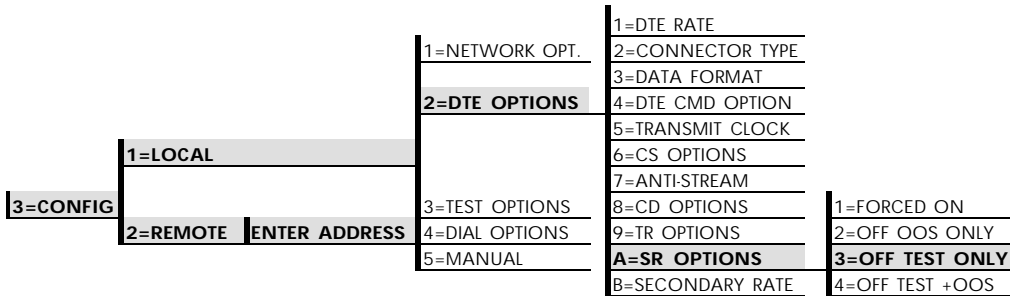 1=DTE RATE
1=NETWORK OPT.
2=CONNECTOR TYPE
3=DATA FORMAT
2=DTE OPTIONS
4=DTE CMD OPTION
5=TRANSMIT CLOCK
1=LOCAL
6=CS OPTIONS
7=ANTI-STREAM
3=CONFIG
3=TEST OPTIONS
8=CD OPTIONS
1=FORCED ON
2=REMOTE
ENTER ADDRESS
4=DIAL OPTIONS
9=TR OPTIONS
2=OFF OOS ONLY
5=MANUAL
A=SR OPTIONS
3=OFF TEST ONLY
B=SECONDARY RATE
4=OFF TEST +OOS